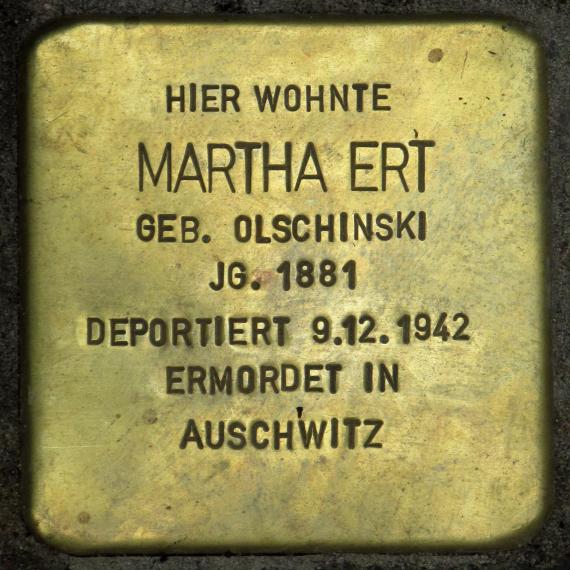 HIER WOHNTE
MARTHA ERT
GEB. OLSCHINSKI
JG. 1881
DEPORTIERT 9.12.1942
ERMORDET IN
AUSCHWITZ